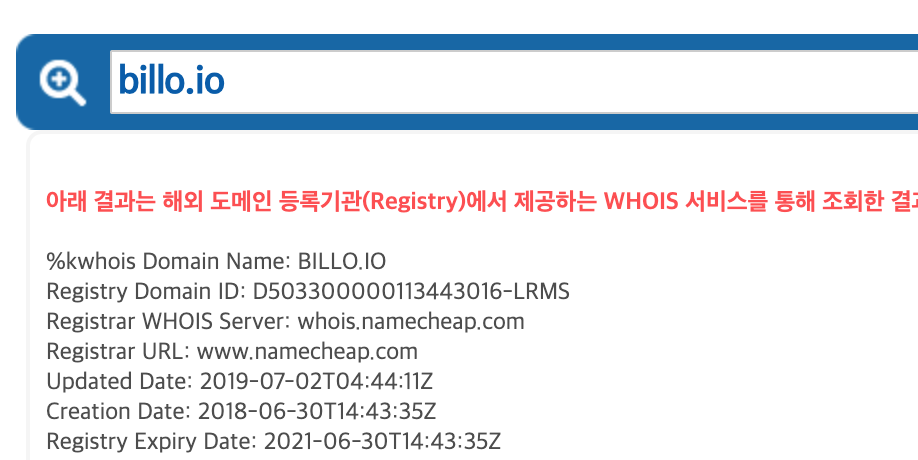 billo.io
아래 결과는 해외 도메인 등록기관(Registry)에서 제공하는 WHOIS 서비스를 통해 조회한
%kwhois Domain Name: BILLO.IO
Registry Domain ID: D503300000113443016-LRMS
Registrar WHOIS Server: whois.namecheap.com
Registrar URL: www.namecheap.com
Updated Date: 2019-07-02T04:44:11Z
Creation Date: 2018-06-30T14:43:35Z
Registry Expiry Date: 2021-06-30T14:43:35Z